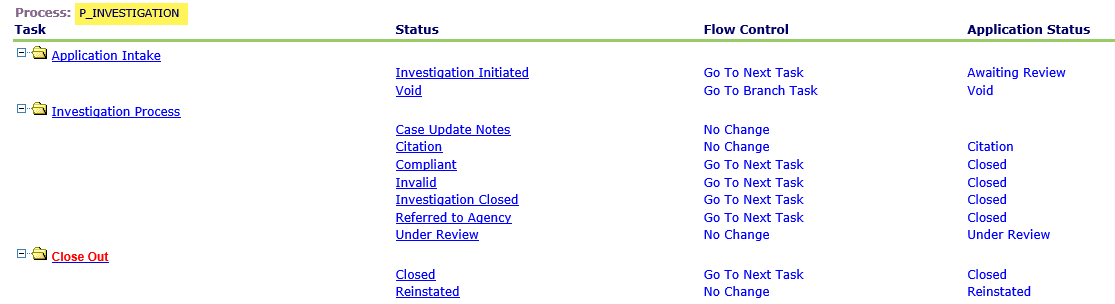 Process: P_INVESTIGATION
Task Status Flow Control Application Status
Application Intake
Investigation Initiated Go To Next Task Awaiting Review
Void Go To Branch Task Void
Investigation Process
Case Update Notes No Change
Citation No Change Citation
Compliant Go To Next Task Closed
Invalid Go To Next Task Closed
Investigation Closed Go To Next Task Closed
Referred to Agency Go To Next Task Closed
Under Review No Change Under Review
Close Out
Closed Go To Next Task Closed
Reinstated No Change Reinstated